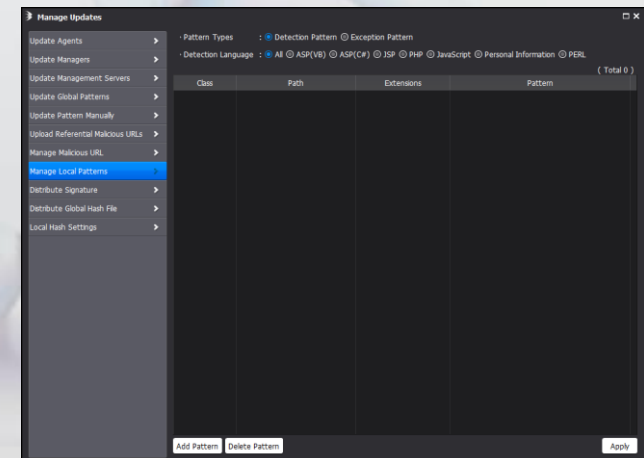 Manage Updates
Update Agents
Update Managers
Update Management Servers
Update Global Patterns
Update Pattern Manually
Upload Referential Malicious URLs
Manage Malicious URL
Manage Local Patterns
Distribute Signature
Distribute Global Hash File
Local Hash Settings
· Pattern Types : Detection Pattern Exception Pattern
· Detection Language : All ASP(VB) ASP(C#) JSP PHP JavaScript Personal Information PERL
( Total 0 )
Class Path Extensions Pattern
Add Pattern Delete Pattern Apply